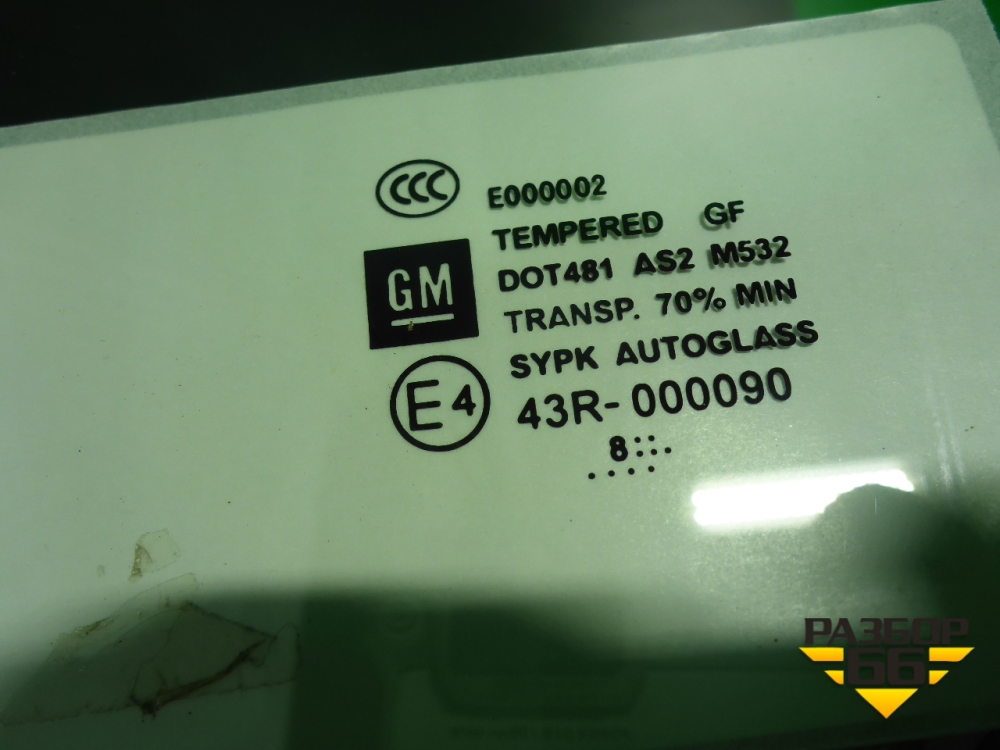 CCC E000002
TEMPERED GF
GM DOT481 AS2 M532
TRANSP. 70% MIN
SYPK AUTOGLASS
E4 43R-000090
8
РАЗБОР
66